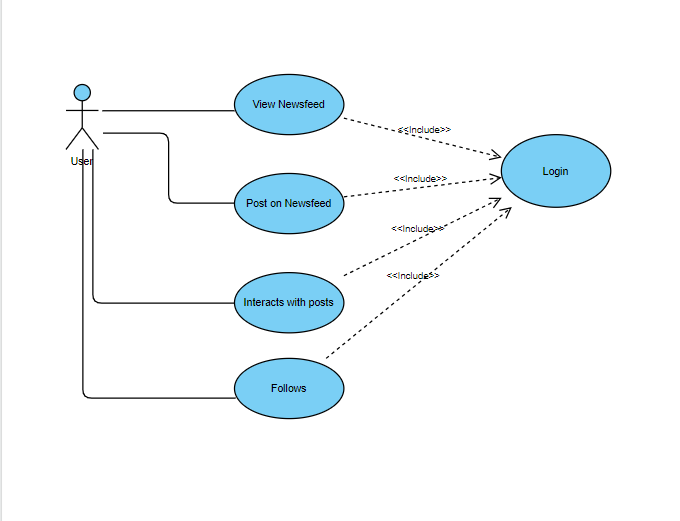 View Newsfeed
<<Include>>
User
Login
<<Include>>
Post on Newsfeed
<<Include>>
<<Include>>
Interacts with posts
Follows